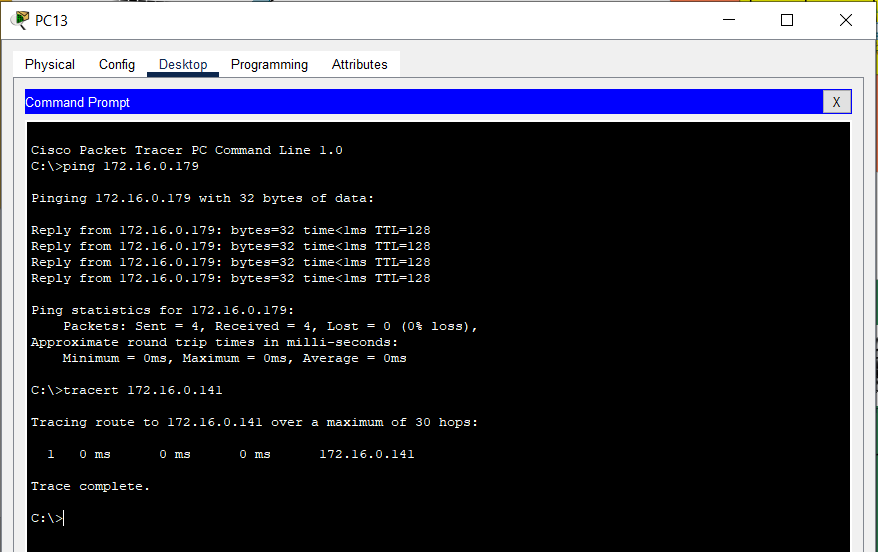 PC13
Physical Config Desktop Programming Attributes
Command Prompt
X
Cisco Packet Tracer PC Command Line 1.0
C:\>ping 172.16.0.179
Pinging 172.16.0.179 with 32 bytes of data:
Reply from 172.16.0.179: bytes=32 time<1ms TTL=128
Reply from 172.16.0.179: bytes=32 time<1ms TTL=128
Reply from 172.16.0.179: bytes=32 time<1ms TTL=128
Reply from 172.16.0.179: bytes=32 time<1ms TTL=128
Ping statistics for 172.16.0.179:
Packets: Sent = 4, Received = 4, Lost = 0 (0% loss),
Approximate round trip times in milli-seconds:
Minimum = 0ms, Maximum = 0ms, Average = 0ms
C:\>tracert 172.16.0.141
Tracing route to 172.16.0.141 over a maximum of 30 hops:
1 0 ms 0 ms 0 ms 172.16.0.141
Trace complete.
C:\>